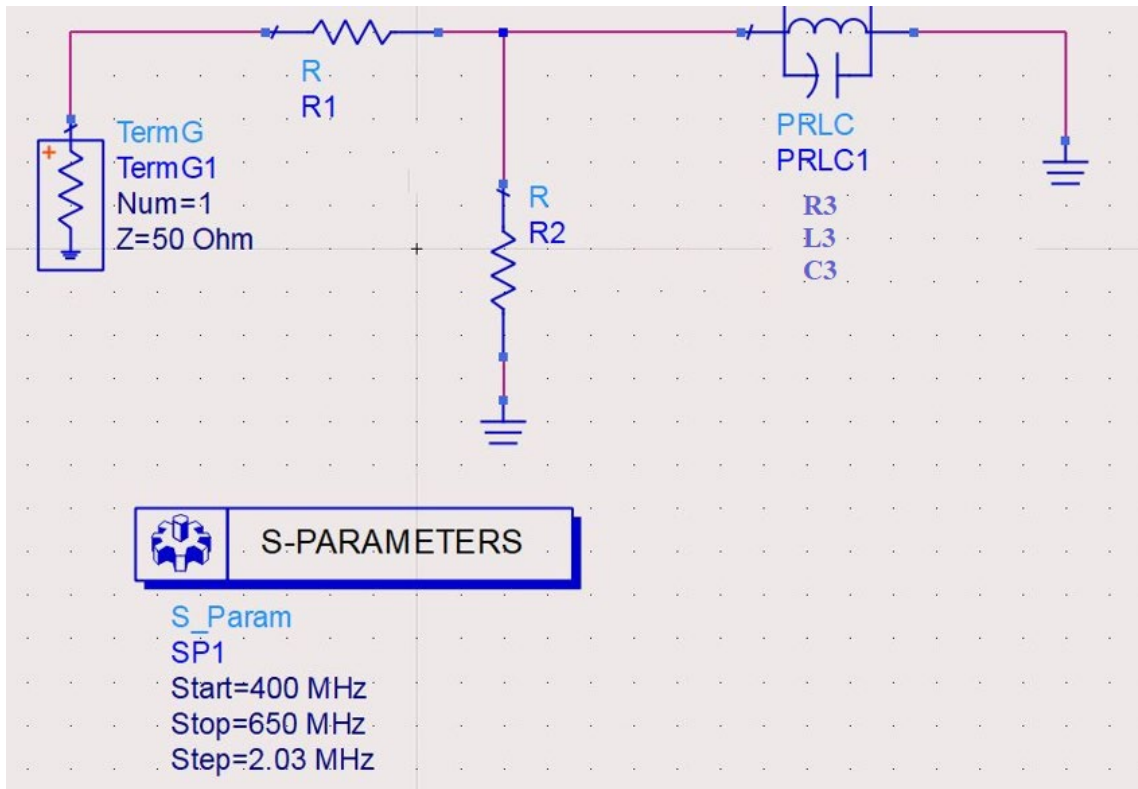 R
R1
TermG
TermG1
Num=1
Z=50 Ohm
R
R2
PRLC
PRLC1
R3
L3
C3
S-PARAMETERS
S_Param
SP1
Start=400 MHz
Stop=650 MHz
Step=2.03 MHz